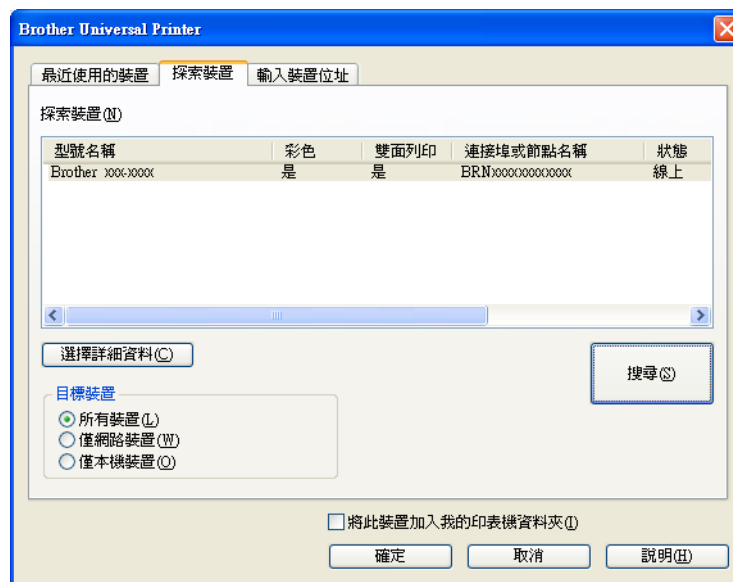 Brother Universal Printer
最近使用的裝置 探索裝置 輸入裝置位址
探索裝置(N)
型號名稱 彩色 雙面列印 連接埠或節點名稱 狀態
Brother xxx-xxxx 是 是 BRNxxxxxxxxxxxx 線上
選擇詳細資料(C)
搜尋(S)
目標裝置
所有裝置(L)
僅網路裝置(W)
僅本機裝置(O)
將此裝置加入我的印表機資料夾(I)
確定 取消 說明(H)